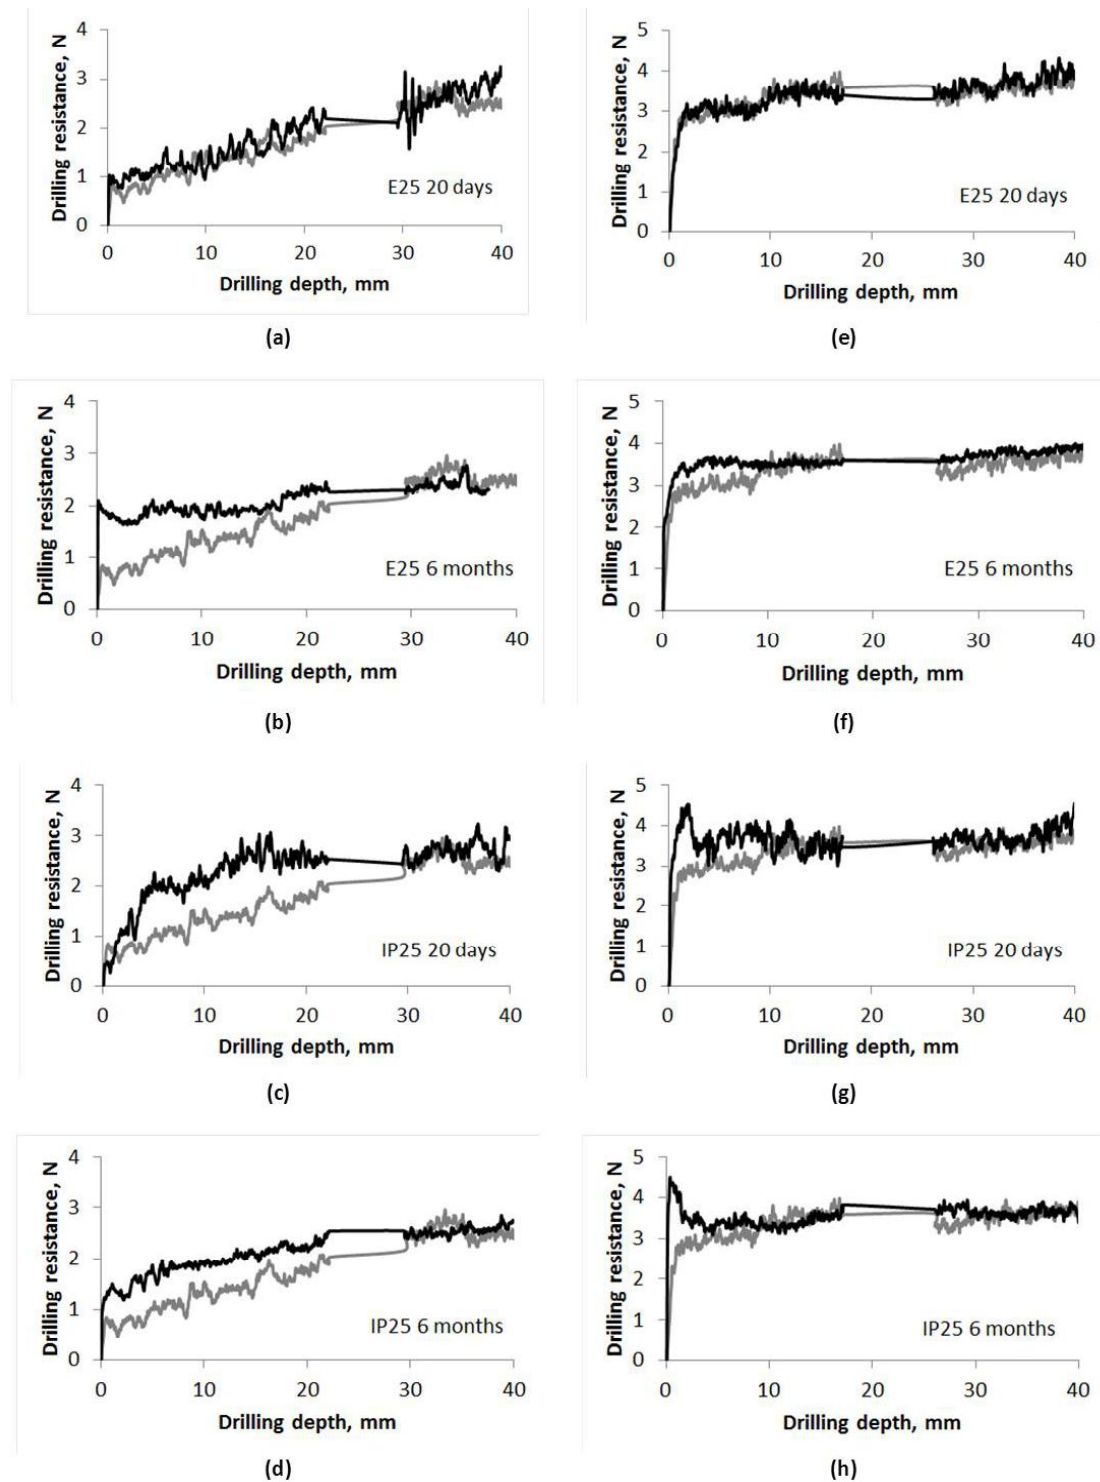 4
3
2
1
0
Drilling resistance, N
E25 20 days
0 10 20 30 40
Drilling depth, mm
(a)
5
4
3
2
1
0
Drilling resistance, N
E25 20 days
0 10 20 30 40
Drilling depth, mm
(e)
4
3
2
1
0
Drilling resistance, N
E25 6 months
0 10 20 30 40
Drilling depth, mm
(b)
5
4
3
2
1
0
Drilling resistance, N
E25 6 months
0 10 20 30 40
Drilling depth, mm
(f)
4
3
2
1
0
Drilling resistance, N
IP25 20 days
0 10 20 30 40
Drilling depth, mm
(c)
5
4
3
2
1
0
Drilling resistance, N
IP25 20 days
0 10 20 30 40
Drilling depth, mm
(g)
4
3
2
1
0
Drilling resistance, N
IP25 6 months
0 10 20 30 40
Drilling depth, mm
(d)
5
4
3
2
1
0
Drilling resistance, N
IP25 6 months
0 10 20 30 40
Drilling depth, mm
(h)